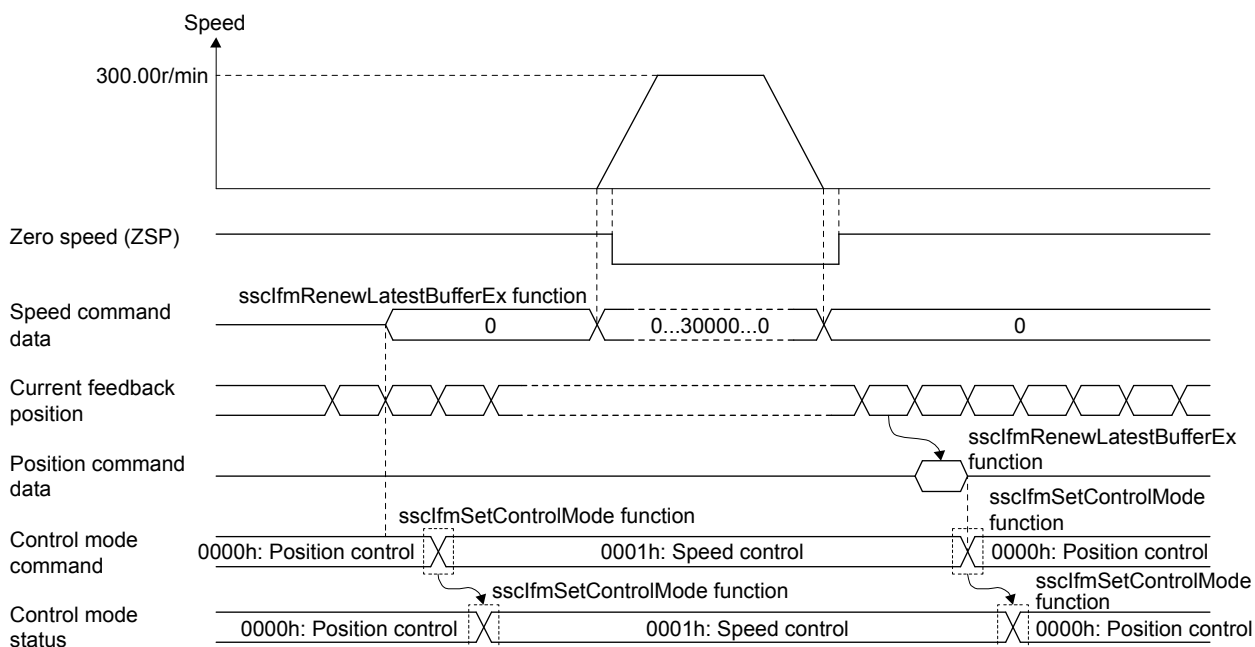 Speed
300.00r/min
Zero speed (ZSP)
sscIfmRenewLatestBufferEx function
Speed command
data
0
0...30000...0
0
Current feedback
position
sscIfmRenewLatestBufferEx
function
Position command
data
sscIfmSetControlMode
function
sscIfmSetControlMode function
Control mode
command
0000h: Position control
0001h: Speed control
0000h: Position control
sscIfmSetControlMode function
sscIfmSetControlMode
function
Control mode
status
0000h: Position control
0001h: Speed control
0000h: Position control